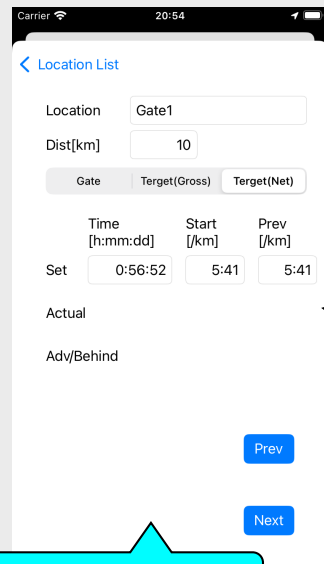 Carrier 20:54
Location List
Location Gate1
Dist[km] 10
Gate Terget(Gross) Terget(Net)
Time Start Prev
[h:mm:dd] [/km] [/km]
Set 0:56:52 5:41 5:41
Actual
Adv/Behind
Prev
Next